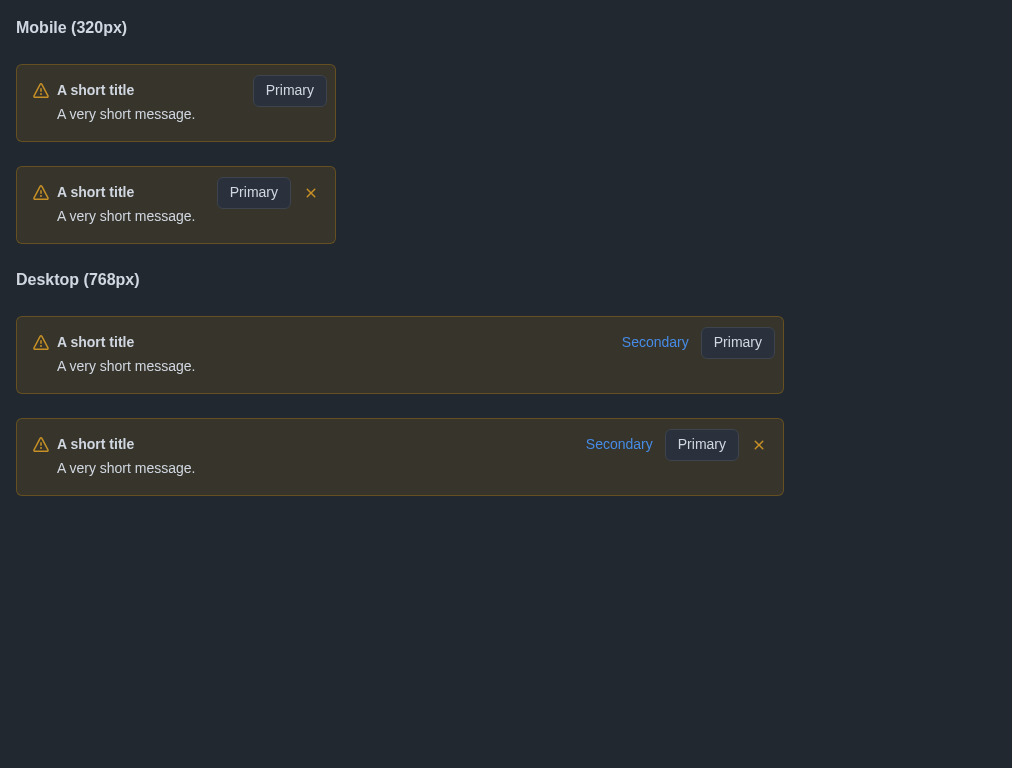 Mobile (320px)
A short title Primary
A very short message.
A short title Primary
A very short message.
Desktop (768px)
A short title Secondary Primary
A very short message.
A short title Secondary Primary
A very short message.